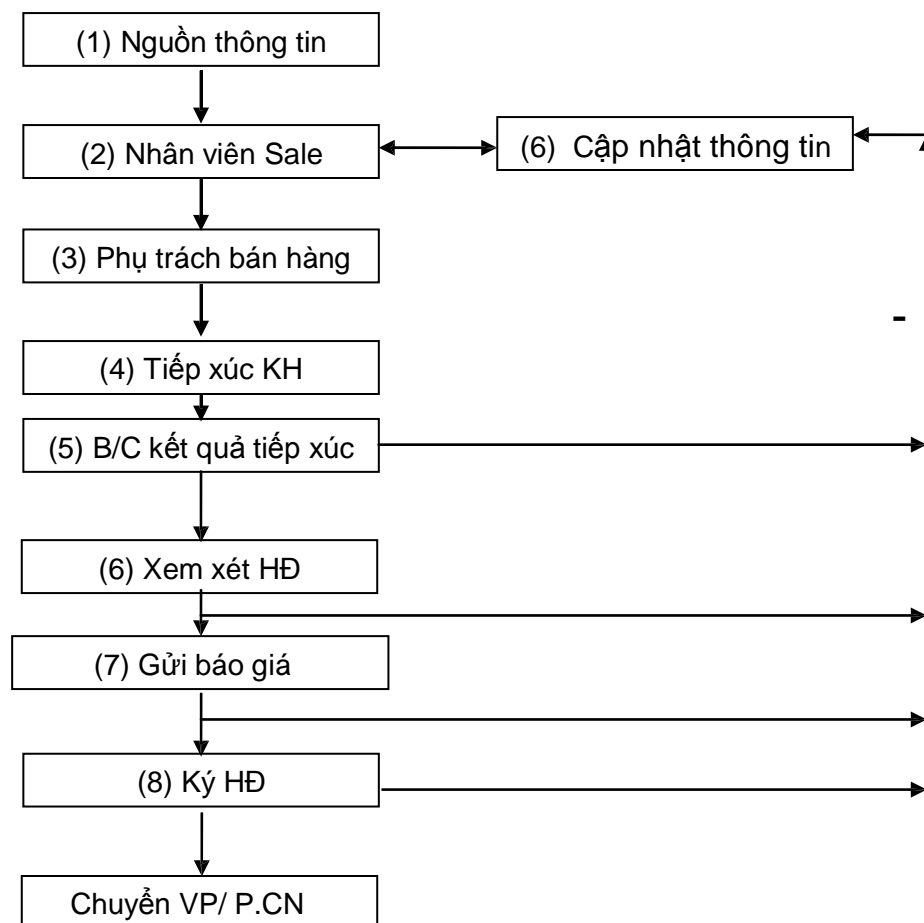 (1) Nguồn thông tin
(2) Nhân viên Sale
(6) Cập nhật thông tin
(3) Phụ trách bán hàng
-
(4) Tiếp xúc KH
(5) B/C kết quả tiếp xúc
(6) Xem xét HĐ
(7) Gửi báo giá
(8) Ký HĐ
Chuyển VP/ P.CN